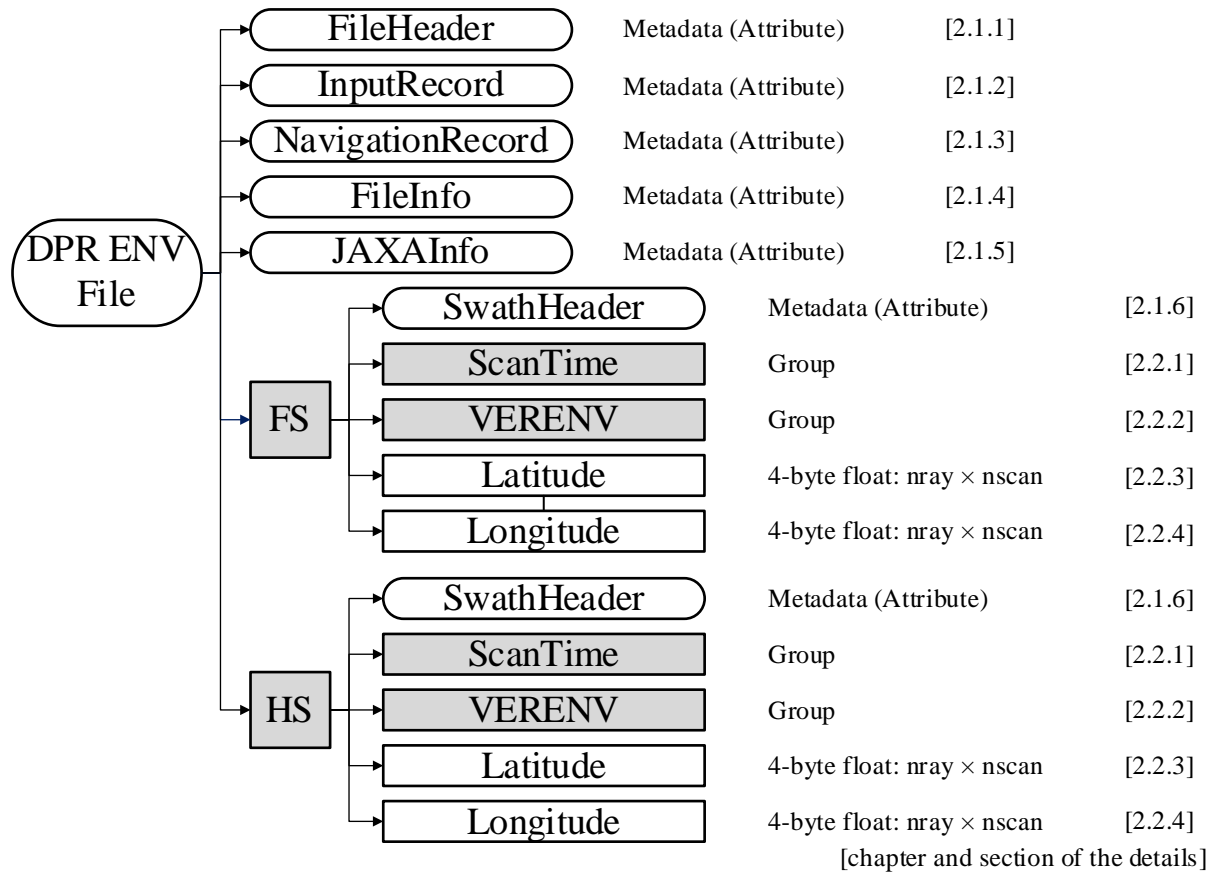 FileHeader Metadata (Attribute) [2.1.1]
InputRecord Metadata (Attribute) [2.1.2]
NavigationRecord Metadata (Attribute) [2.1.3]
FileInfo Metadata (Attribute) [2.1.4]
DPR ENV
File
JAXAInfo Metadata (Attribute) [2.1.5]
SwathHeader Metadata (Attribute) [2.1.6]
ScanTime Group [2.2.1]
FS
VERENV Group [2.2.2]
Latitude 4-byte float: nray × nscan [2.2.3]
Longitude 4-byte float: nray × nscan [2.2.4]
SwathHeader Metadata (Attribute) [2.1.6]
ScanTime Group [2.2.1]
HS
VERENV Group [2.2.2]
Latitude 4-byte float: nray × nscan [2.2.3]
Longitude 4-byte float: nray × nscan [2.2.4]
[chapter and section of the details]